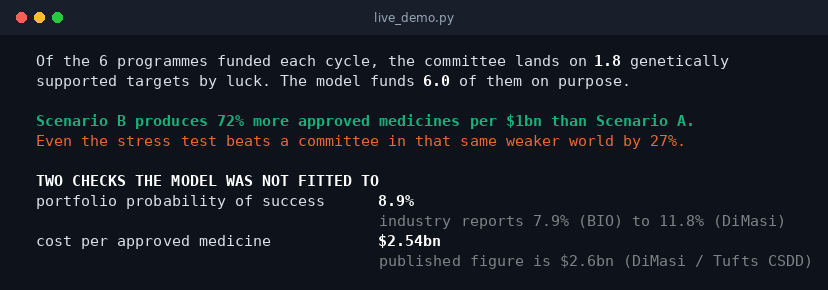 live_demo.py
Of the 6 programmes funded each cycle, the committee lands on 1.8 genetically
supported targets by luck. The model funds 6.0 of them on purpose.
Scenario B produces 72% more approved medicines per $1bn than Scenario A.
Even the stress test beats a committee in that same weaker world by 27%.
TWO CHECKS THE MODEL WAS NOT FITTED TO
portfolio probability of success 8.9%
industry reports 7.9% (BIO) to 11.8% (DiMasi)
cost per approved medicine $2.54bn
published figure is $2.6bn (DiMasi / Tufts CSDD)